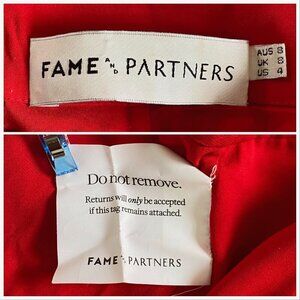 FAME AND PARTNERS
AUS 8
UK 8
US 4
Do not remove.
Returns will only be accepted
if this tag remains attached.
FAME AND PARTNERS